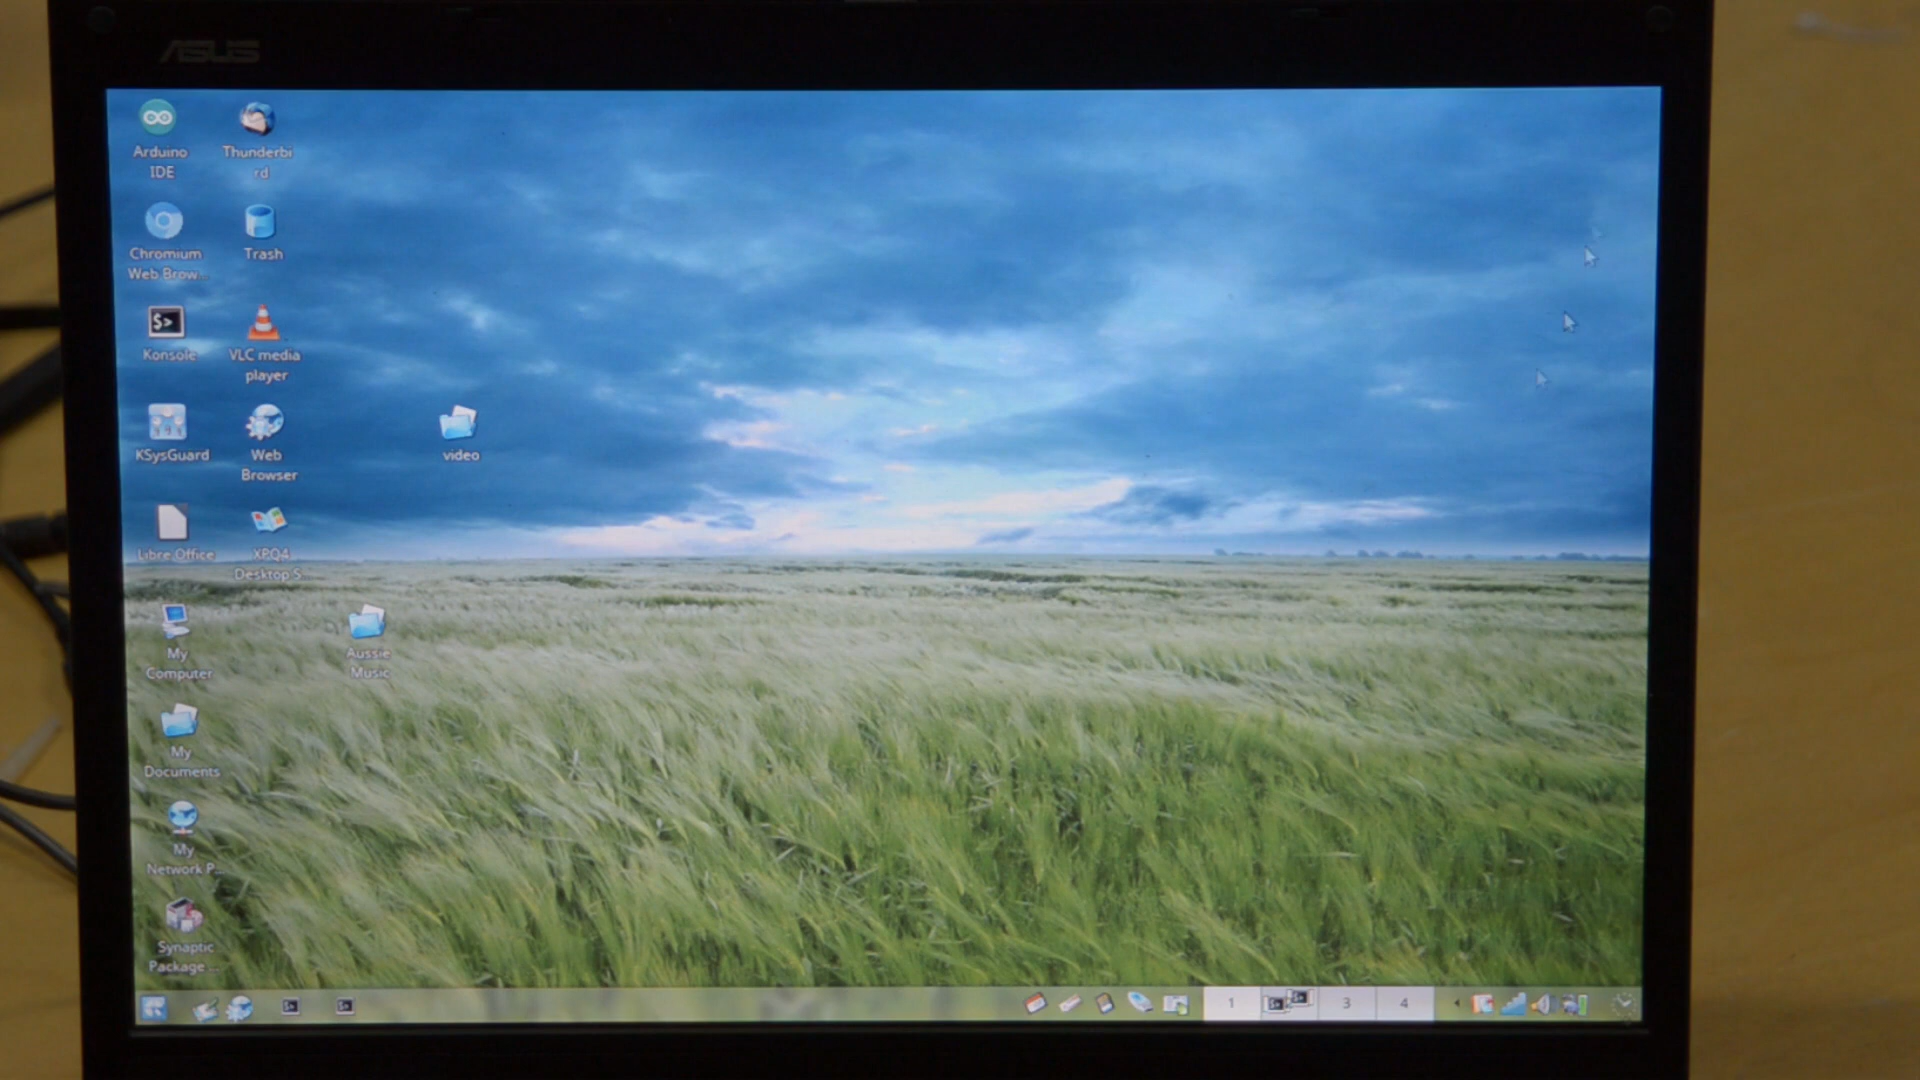 ASUS
Arduino
IDE
Thunderbi
rd
Chromium
Web Brow...
Trash
$>
Konsole
VLC media
player
KSysGuard
Web
Browser
video
Libre Office
XPQ4
Desktop S
My
Computer
Aussie
Music
My
Documents
My
Network P...
Synaptic
Package ...
1
3
4